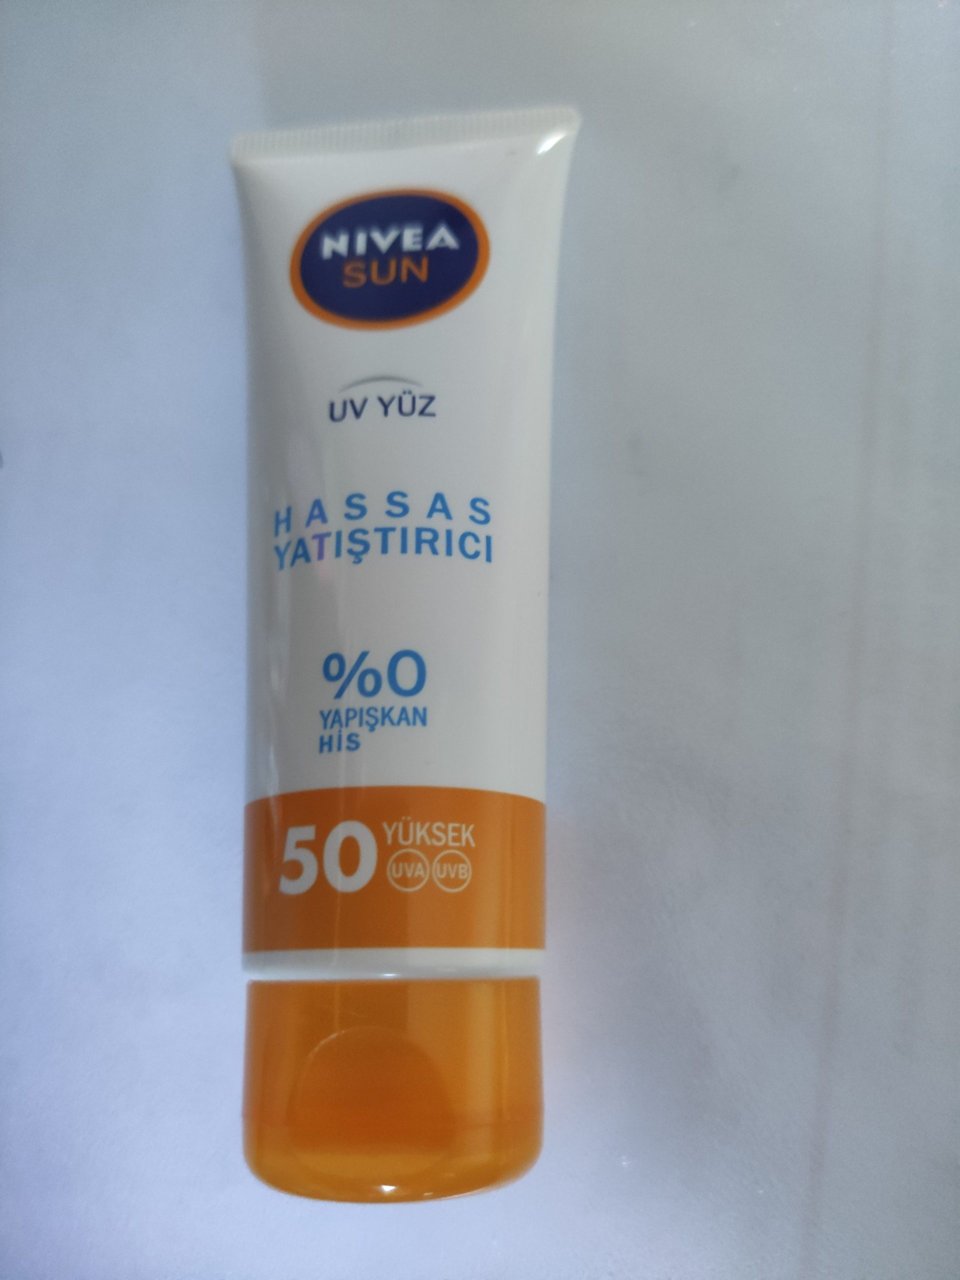 NIVEA
SUN
UV YÜZ
HASSAS
YATIŞTIRICI
%0
YAPIŞKAN
HİS
50 YÜKSEK
UVA UVB